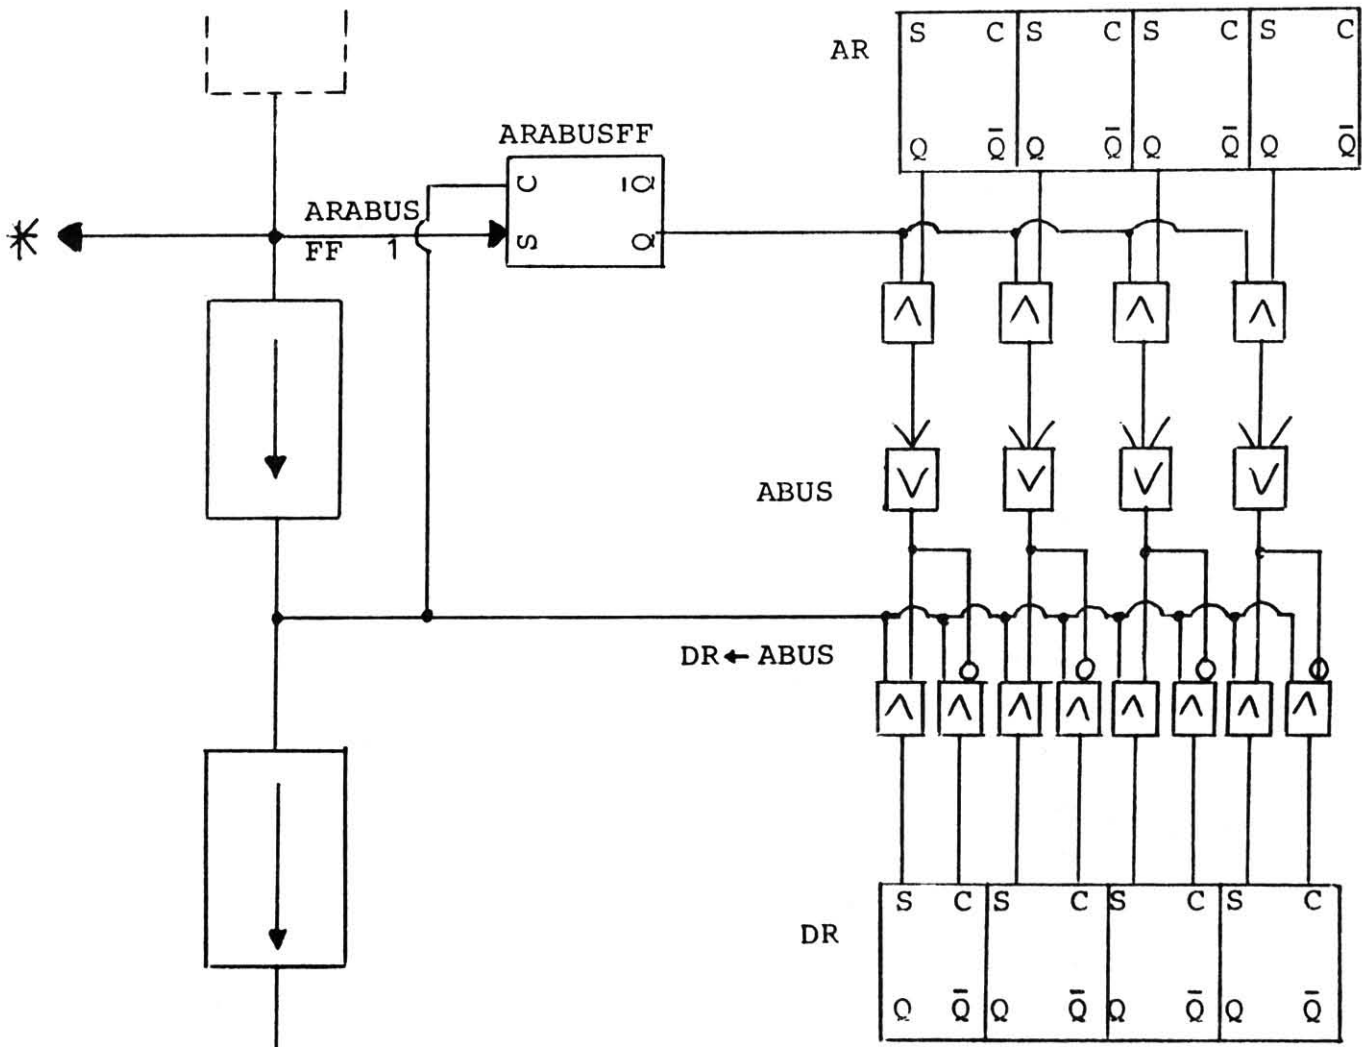 AR
S C S C S C S C
Q Q̄ Q Q̄ Q Q̄ Q Q̄
ARABUSFF
C Q̄
S Q
ARABUS
FF 1
∧ ∧ ∧ ∧
ABUS
∨ ∨ ∨ ∨
DR← ABUS
∧ ∧ ∧ ∧ ∧ ∧ ∧ ∧
DR
S C S C S C S C
Q Q̄ Q Q̄ Q Q̄ Q Q̄